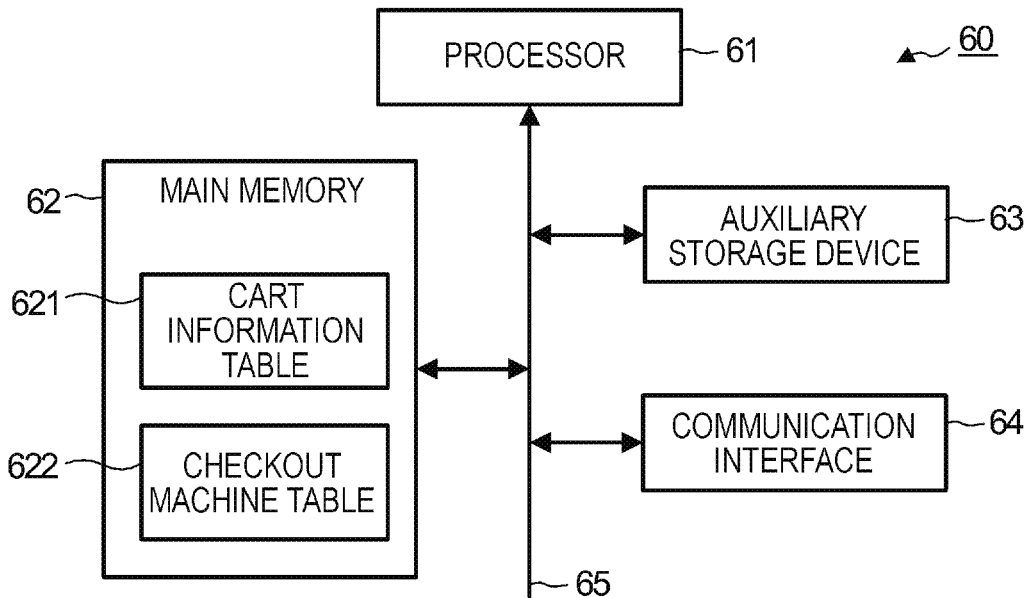 PROCESSOR
61
60
62
MAIN MEMORY
AUXILIARY
STORAGE DEVICE
63
621
CART
INFORMATION
TABLE
622
CHECKOUT
MACHINE TABLE
COMMUNICATION
INTERFACE
64
65